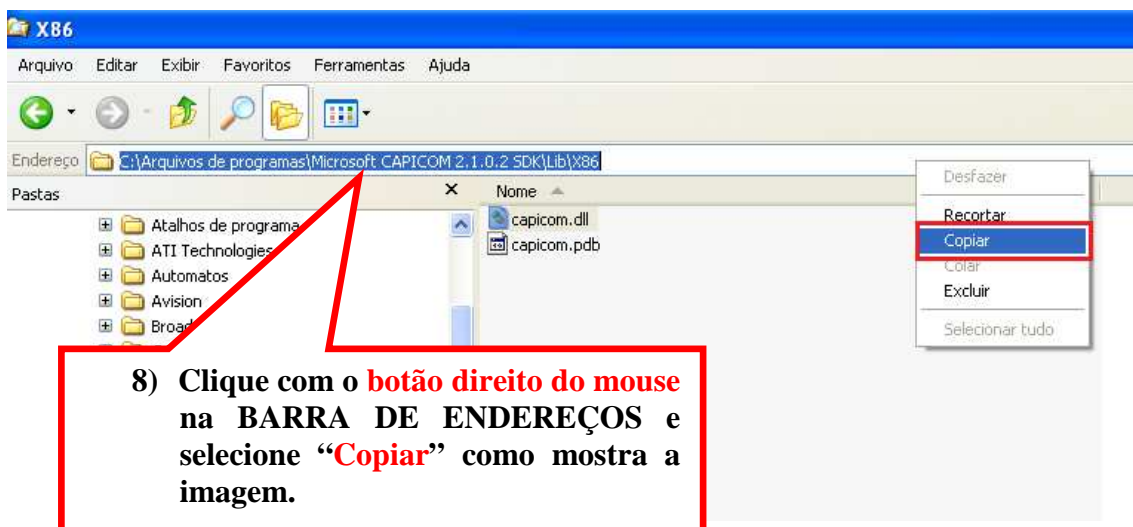 X86
Arquivo Editar Exibir Favoritos Ferramentas Ajuda
Endereço C:\Arquivos de programas\Microsoft CAPICOM 2.1.0.2 SDK\Lib\X86
Pastas X Nome
Atalhos de programa
ATI Technologies
Automatos
Avision
capicom.dll
capicom.pdb
Desfazer
Recortar
Copiar
Colar
Excluir
Selecionar tudo
8) Clique com o botão direito do mouse
na BARRA DE ENDEREÇOS e
selecione “Copiar” como mostra a
imagem.